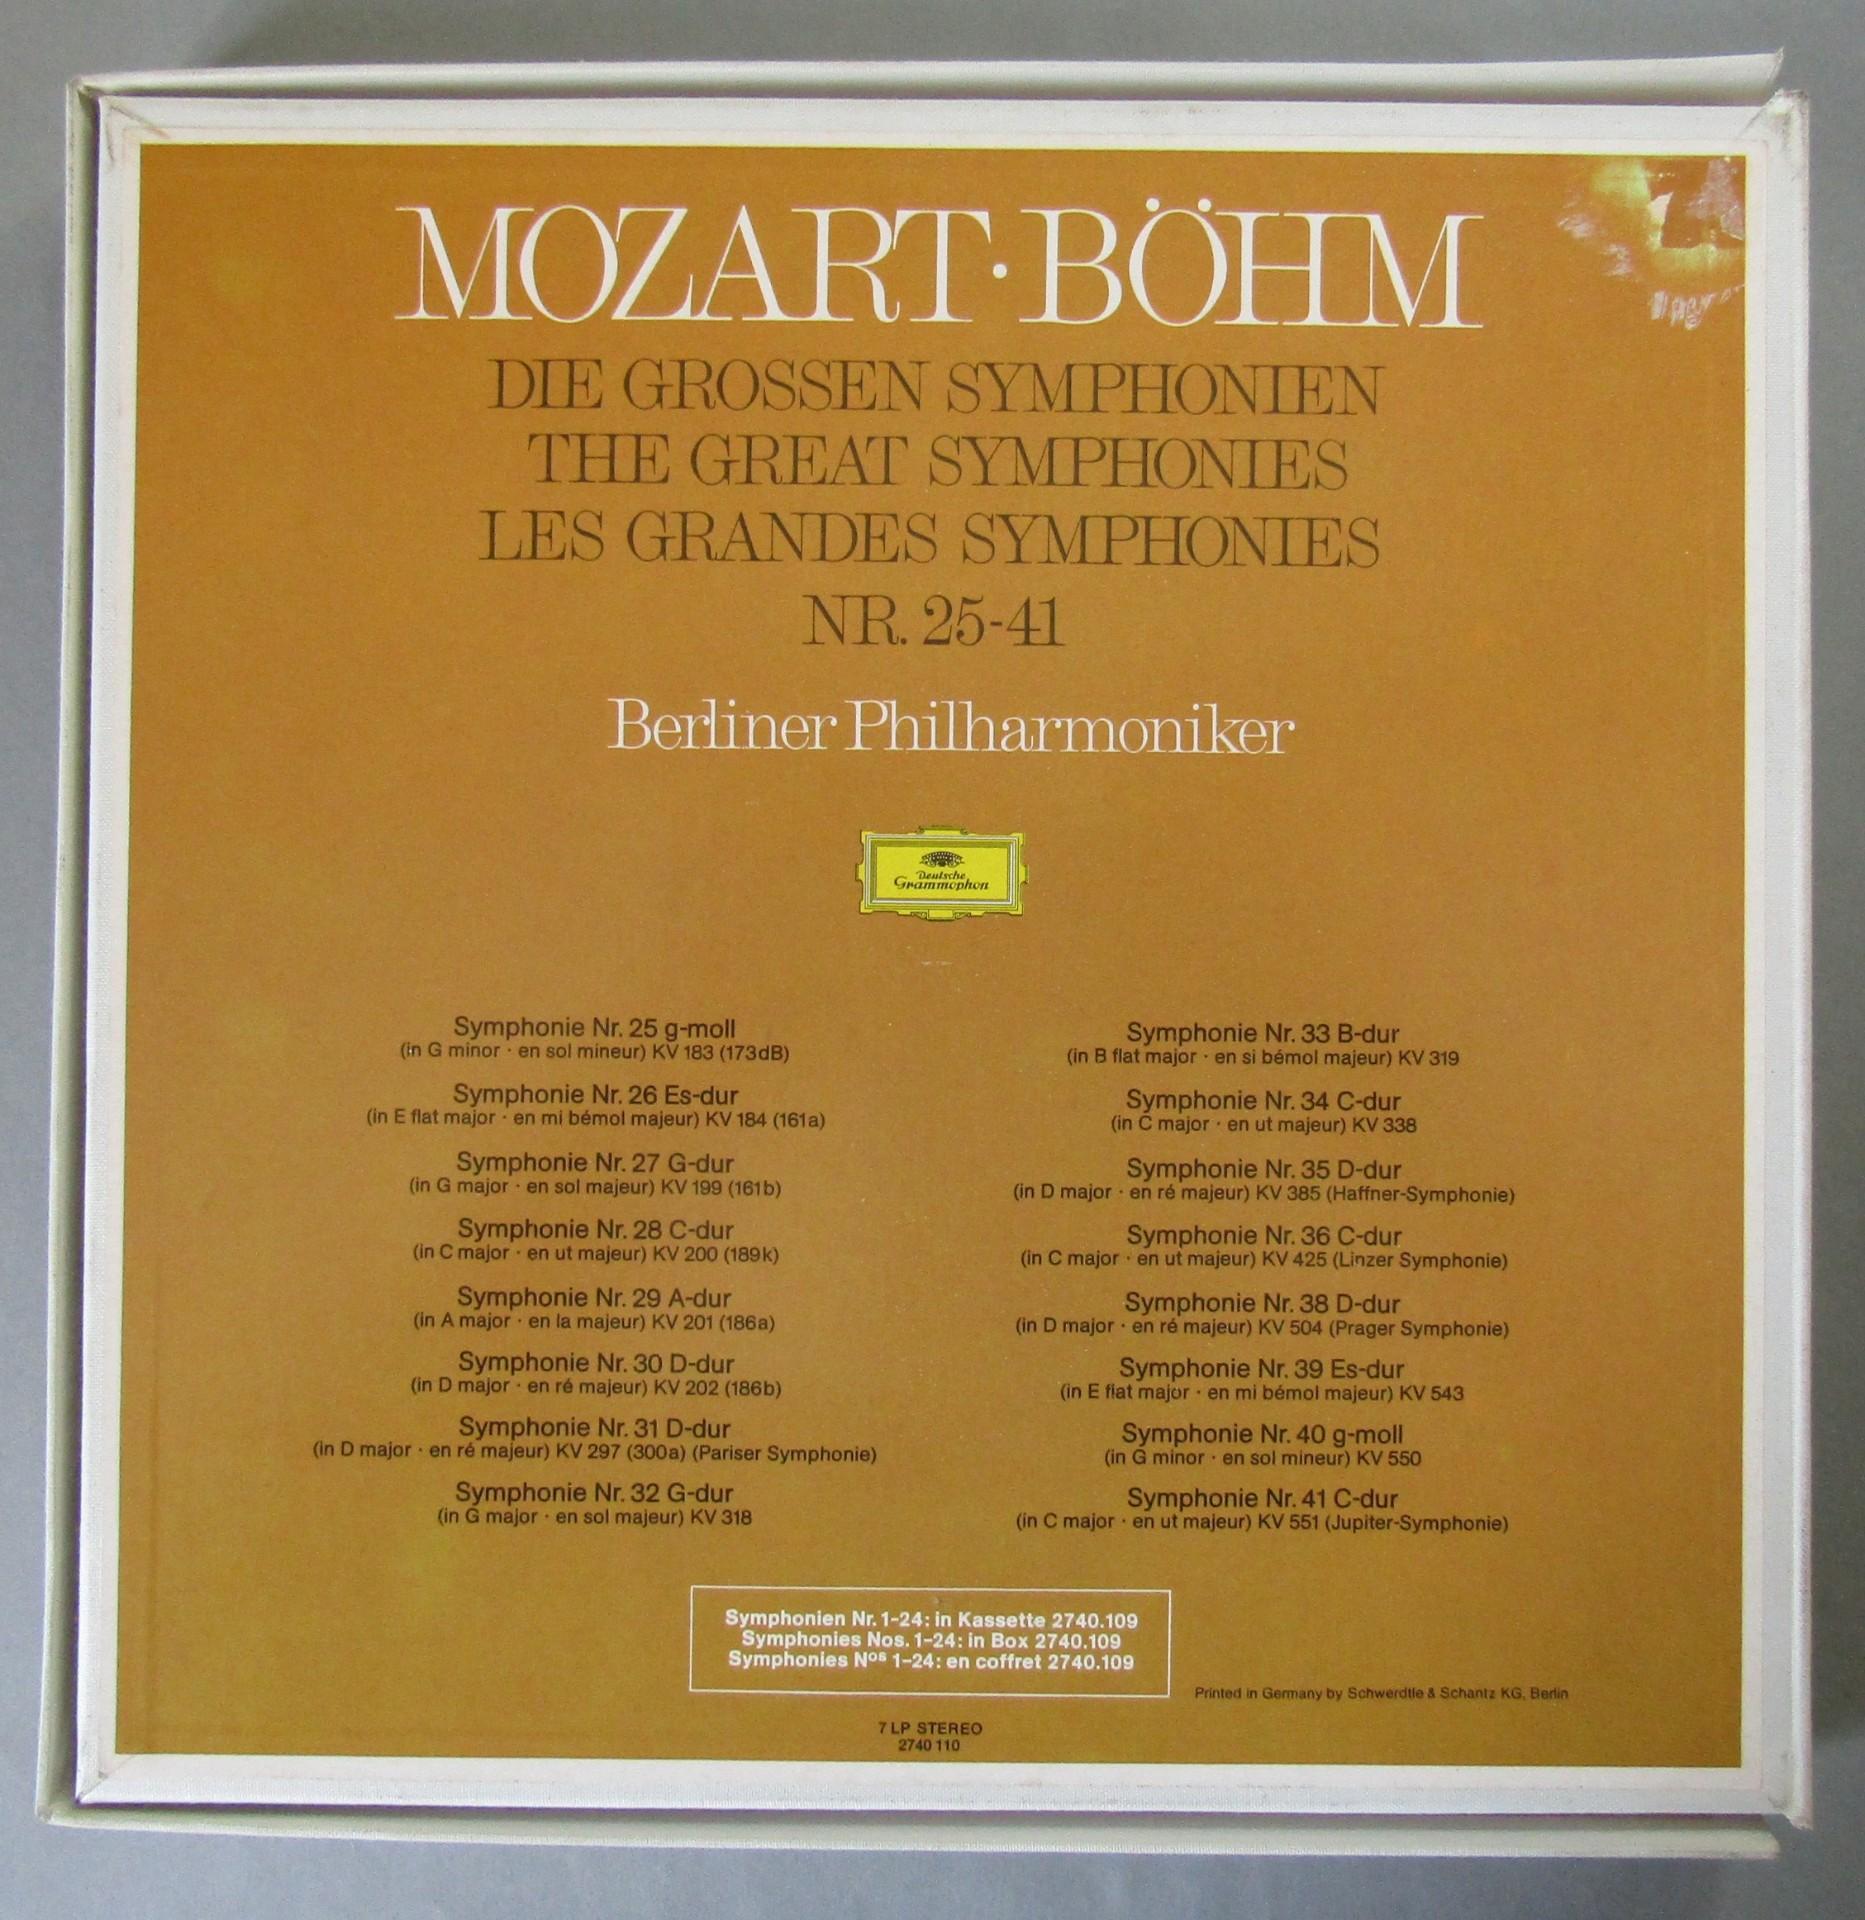 MOZART · BÖHM
DIE GROSSEN SYMPHONIEN
THE GREAT SYMPHONIES
LES GRANDES SYMPHONIES
NR. 25-41
Berliner Philharmoniker
Deutsche
Grammophon
Symphonie Nr. 25 g-moll
(in G minor · en sol mineur) KV 183 (173dB)
Symphonie Nr. 26 Es-dur
(in E flat major · en mi bémol majeur) KV 184 (161a)
Symphonie Nr. 27 G-dur
(in G major · en sol majeur) KV 199 (161b)
Symphonie Nr. 28 C-dur
(in C major · en ut majeur) KV 200 (189k)
Symphonie Nr. 29 A-dur
(in A major · en la majeur) KV 201 (186a)
Symphonie Nr. 30 D-dur
(in D major · en ré majeur) KV 202 (186b)
Symphonie Nr. 31 D-dur
(in D major · en ré majeur) KV 297 (300a) (Pariser Symphonie)
Symphonie Nr. 32 G-dur
(in G major · en sol majeur) KV 318
Symphonie Nr. 33 B-dur
(in B flat major · en si bémol majeur) KV 319
Symphonie Nr. 34 C-dur
(in C major · en ut majeur) KV 338
Symphonie Nr. 35 D-dur
(in D major · en ré majeur) KV 385 (Haffner-Symphonie)
Symphonie Nr. 36 C-dur
(in C major · en ut majeur) KV 425 (Linzer Symphonie)
Symphonie Nr. 38 D-dur
(in D major · en ré majeur) KV 504 (Prager Symphonie)
Symphonie Nr. 39 Es-dur
(in E flat major · en mi bémol majeur) KV 543
Symphonie Nr. 40 g-moll
(in G minor · en sol mineur) KV 550
Symphonie Nr. 41 C-dur
(in C major · en ut majeur) KV 551 (Jupiter-Symphonie)
Symphonien Nr. 1-24: in Kassette 2740.109
Symphonies Nos. 1-24: in Box 2740.109
Symphonies Nos 1-24: en coffret 2740.109
Printed in Germany by Schwerdtle & Schantz KG, Berlin
7 LP STEREO
2740 110